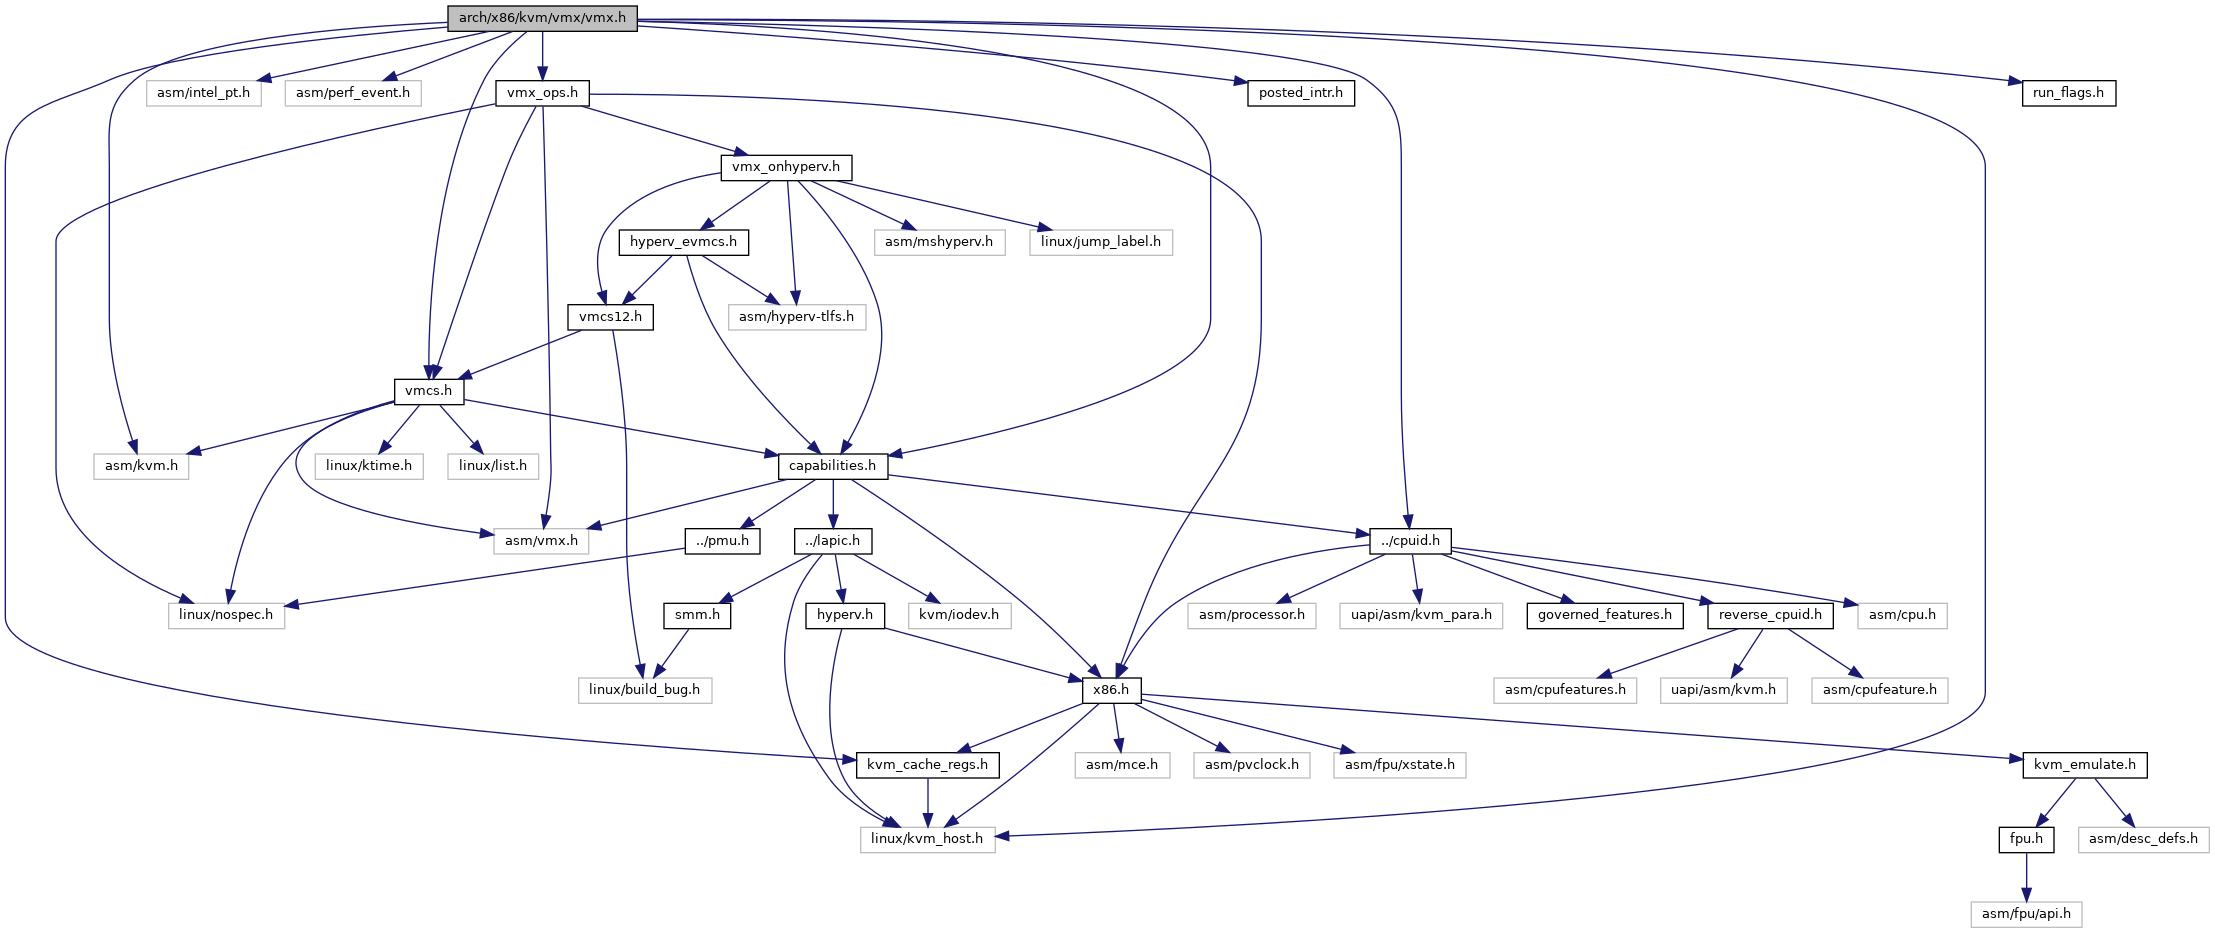 arch/x86/kvm/vmx/vmx.h
asm/intel_pt.h
asm/perf_event.h
vmx_ops.h
posted_intr.h
run_flags.h
vmx_onhyperv.h
hyperv_evmcs.h
asm/mshyperv.h
linux/jump_label.h
vmcs12.h
asm/hyperv-tlfs.h
vmcs.h
asm/kvm.h
linux/ktime.h
linux/list.h
capabilities.h
asm/vmx.h
../pmu.h
../lapic.h
../cpuid.h
linux/nospec.h
smm.h
hyperv.h
kvm/iodev.h
asm/processor.h
uapi/asm/kvm_para.h
governed_features.h
reverse_cpuid.h
asm/cpu.h
linux/build_bug.h
x86.h
asm/cpufeatures.h
uapi/asm/kvm.h
asm/cpufeature.h
kvm_cache_regs.h
asm/mce.h
asm/pvclock.h
asm/fpu/xstate.h
kvm_emulate.h
linux/kvm_host.h
fpu.h
asm/desc_defs.h
asm/fpu/api.h